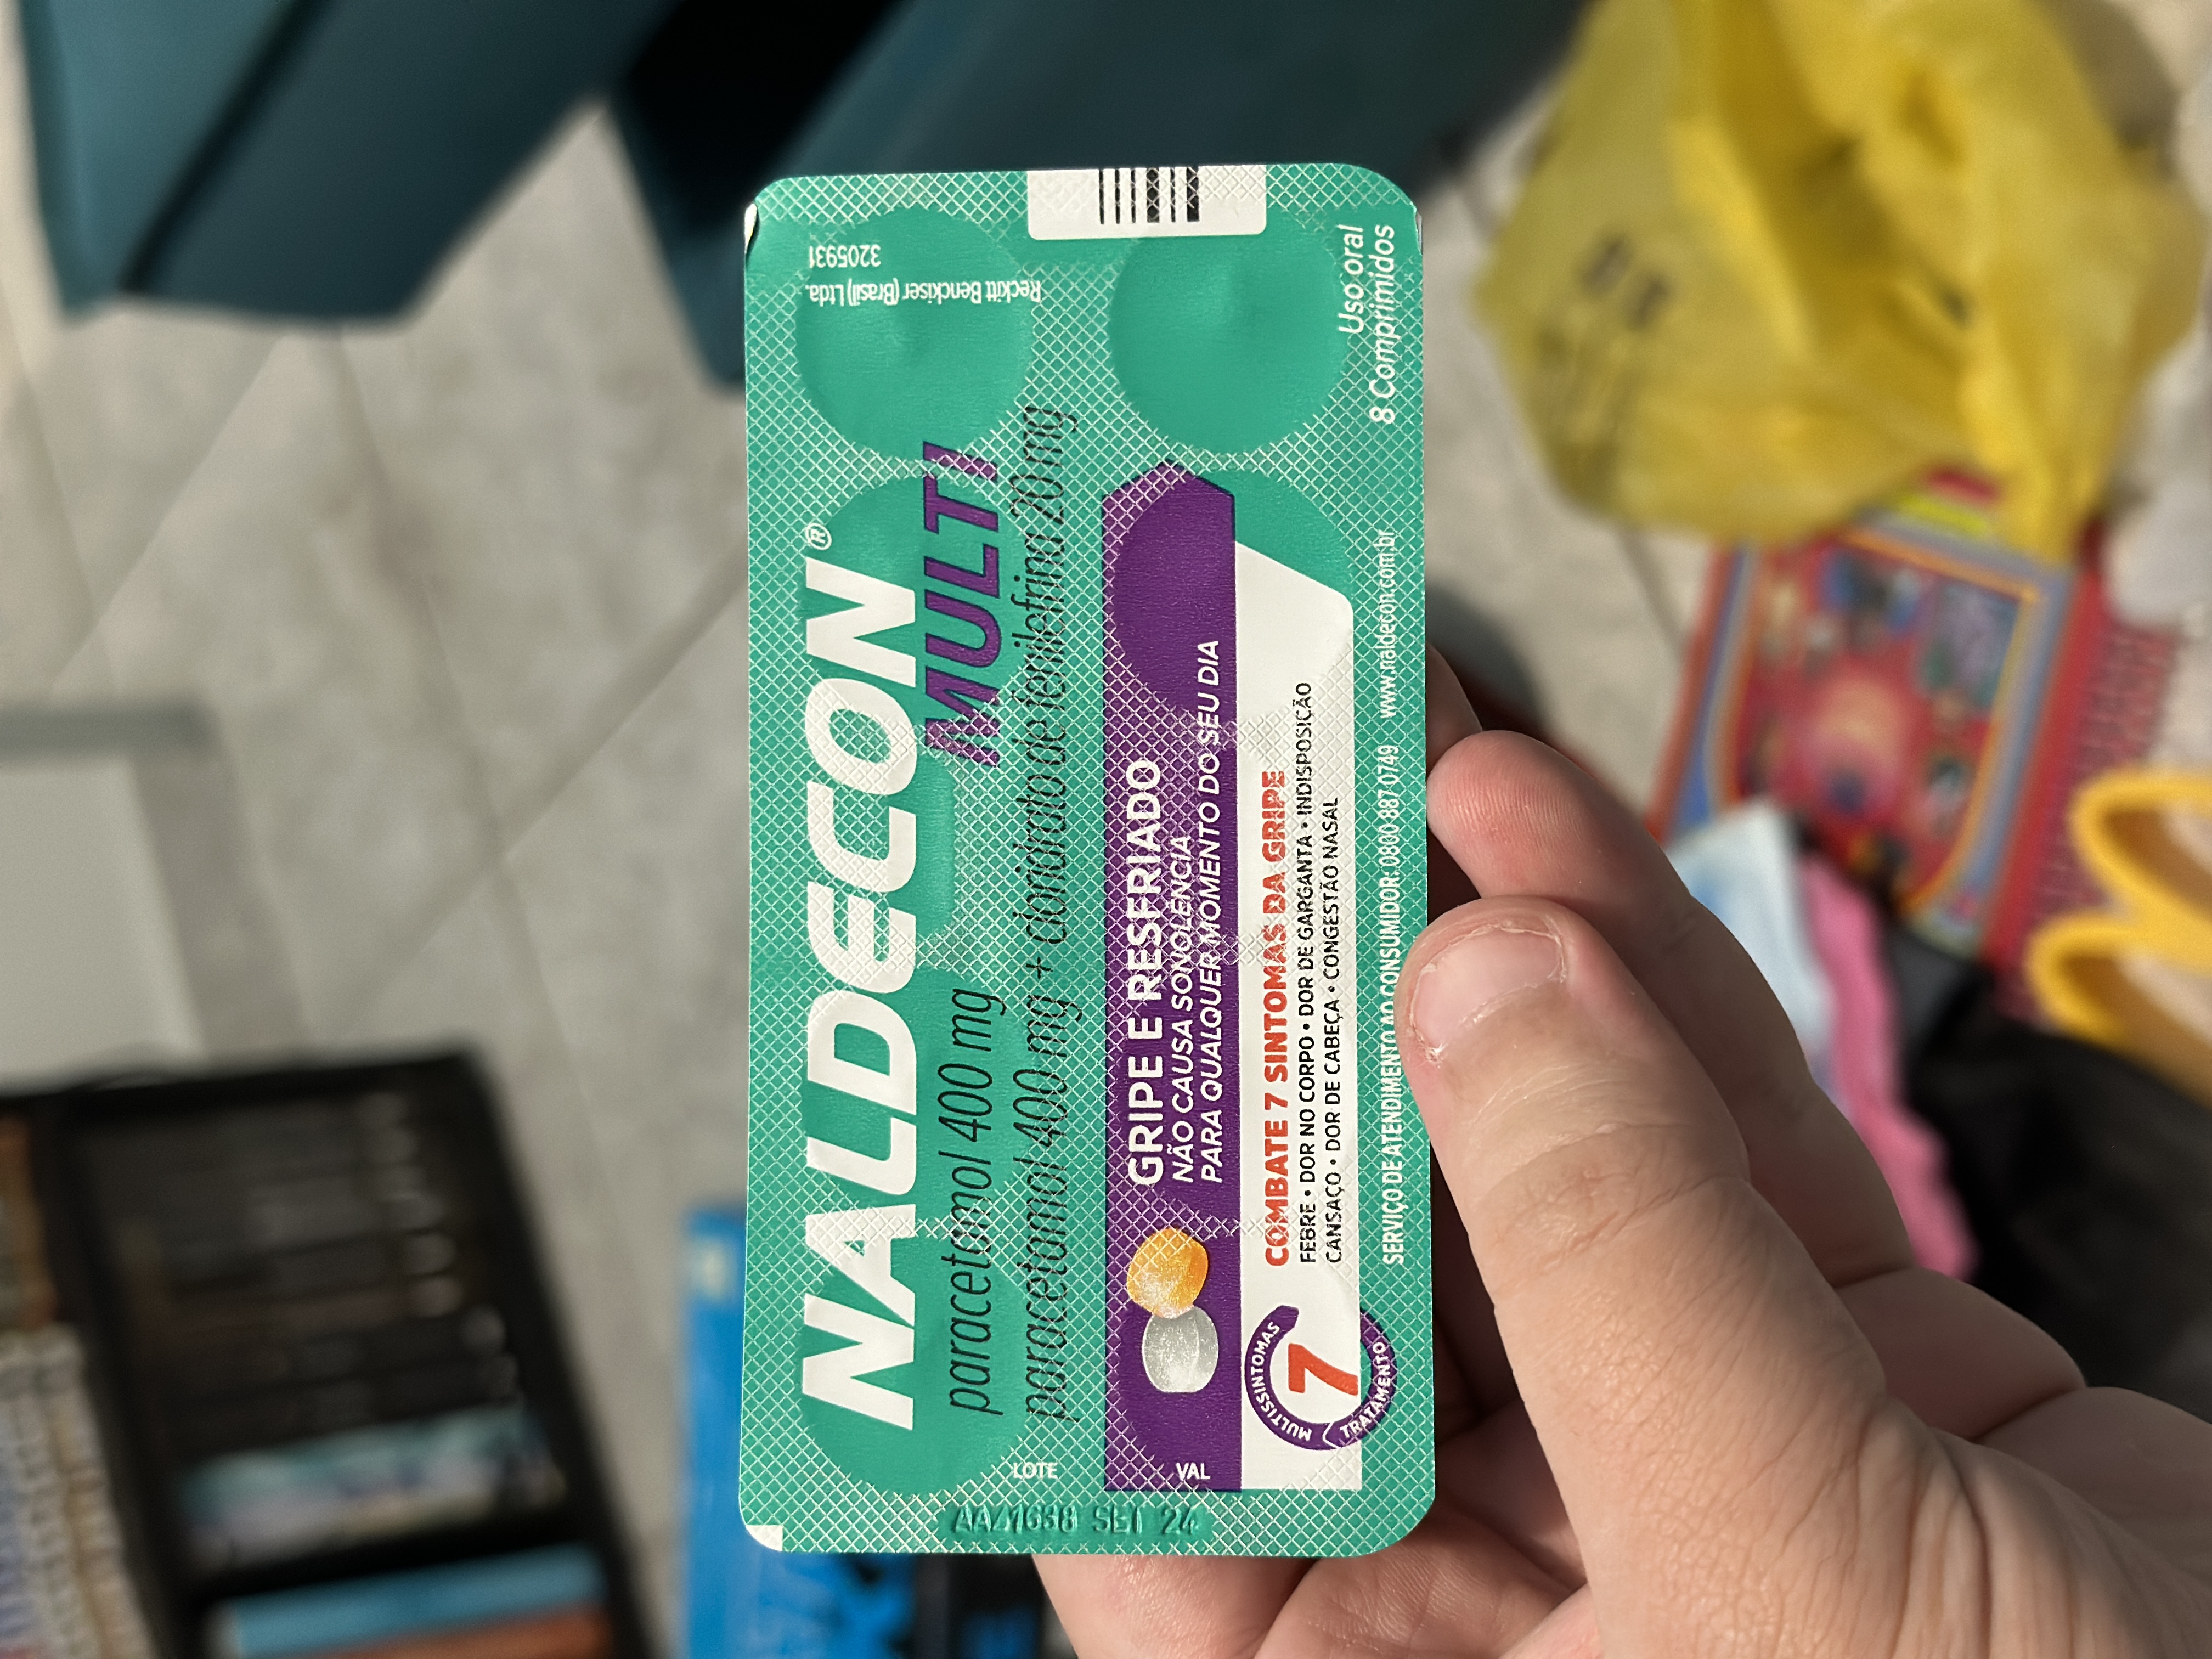 NALDECON®
MULTI
paracetamol 400 mg
paracetamol 400 mg + cloridrato de fenilefrina 20 mg
LOTE
VAL
SET 24
GRIPE E RESFRIADO
NÃO CAUSA SONOLÊNCIA
PARA QUALQUER MOMENTO DO SEU DIA
MULTISSINTOMAS
7
TRATAMENTO
COMBATE 7 SINTOMAS DA GRIPE
FEBRE • DOR NO CORPO • DOR DE GARGANTA • INDISPOSIÇÃO
CANSAÇO • DOR DE CABEÇA • CONGESTÃO NASAL
SERVIÇO DE ATENDIMENTO AO CONSUMIDOR: 0800 887 0749 www.naldecon.com.br
Uso oral
8 Comprimidos
Reckitt Benckiser (Brasil) Ltda.
3205931